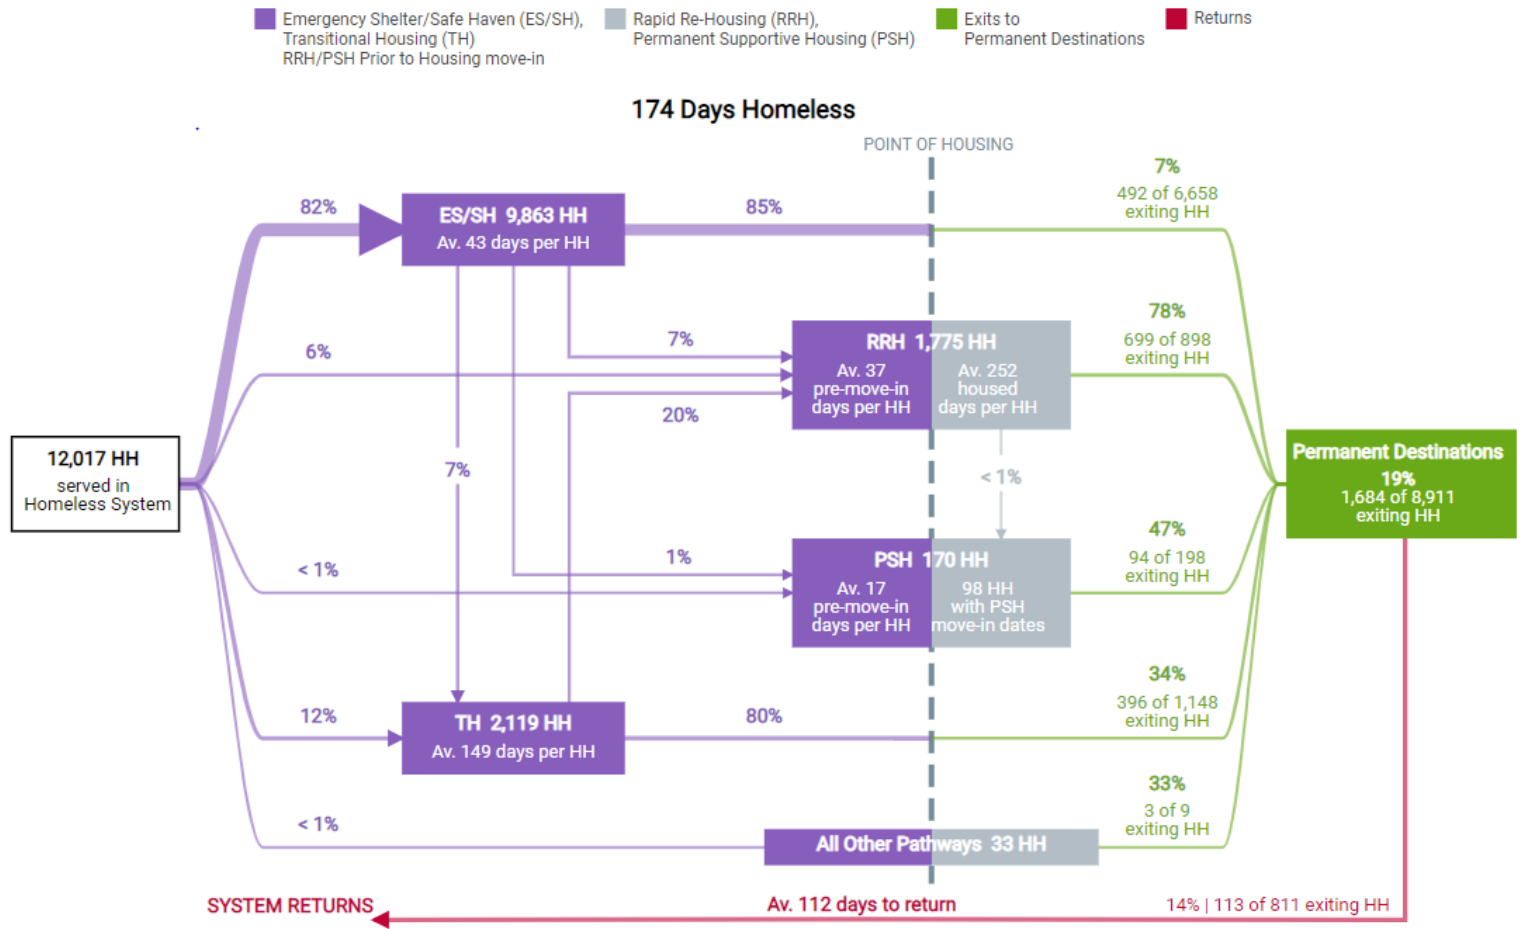 Emergency Shelter/Safe Haven (ES/SH),
Transitional Housing (TH)
RRH/PSH Prior to Housing move-in
Rapid Re-Housing (RRH),
Permanent Supportive Housing (PSH)
Exits to
Permanent Destinations
Returns
174 Days Homeless
POINT OF HOUSING
82%
ES/SH 9,863 HH
Av. 43 days per HH
85%
7%
492 of 6,658
exiting HH
6%
7%
20%
RRH 1,775 HH
Av. 37
pre-move-in
days per HH
Av. 252
housed
days per HH
78%
699 of 898
exiting HH
12,017 HH
served in
Homeless System
7%
< 1%
Permanent Destinations
19%
1,684 of 8,911
exiting HH
< 1%
1%
PSH 170 HH
Av. 17
pre-move-in
days per HH
98 HH
with PSH
move-in dates
47%
94 of 198
exiting HH
12%
TH 2,119 HH
Av. 149 days per HH
80%
34%
396 of 1,148
exiting HH
< 1%
All Other Pathways 33 HH
33%
3 of 9
exiting HH
SYSTEM RETURNS
Av. 112 days to return
14% | 113 of 811 exiting HH